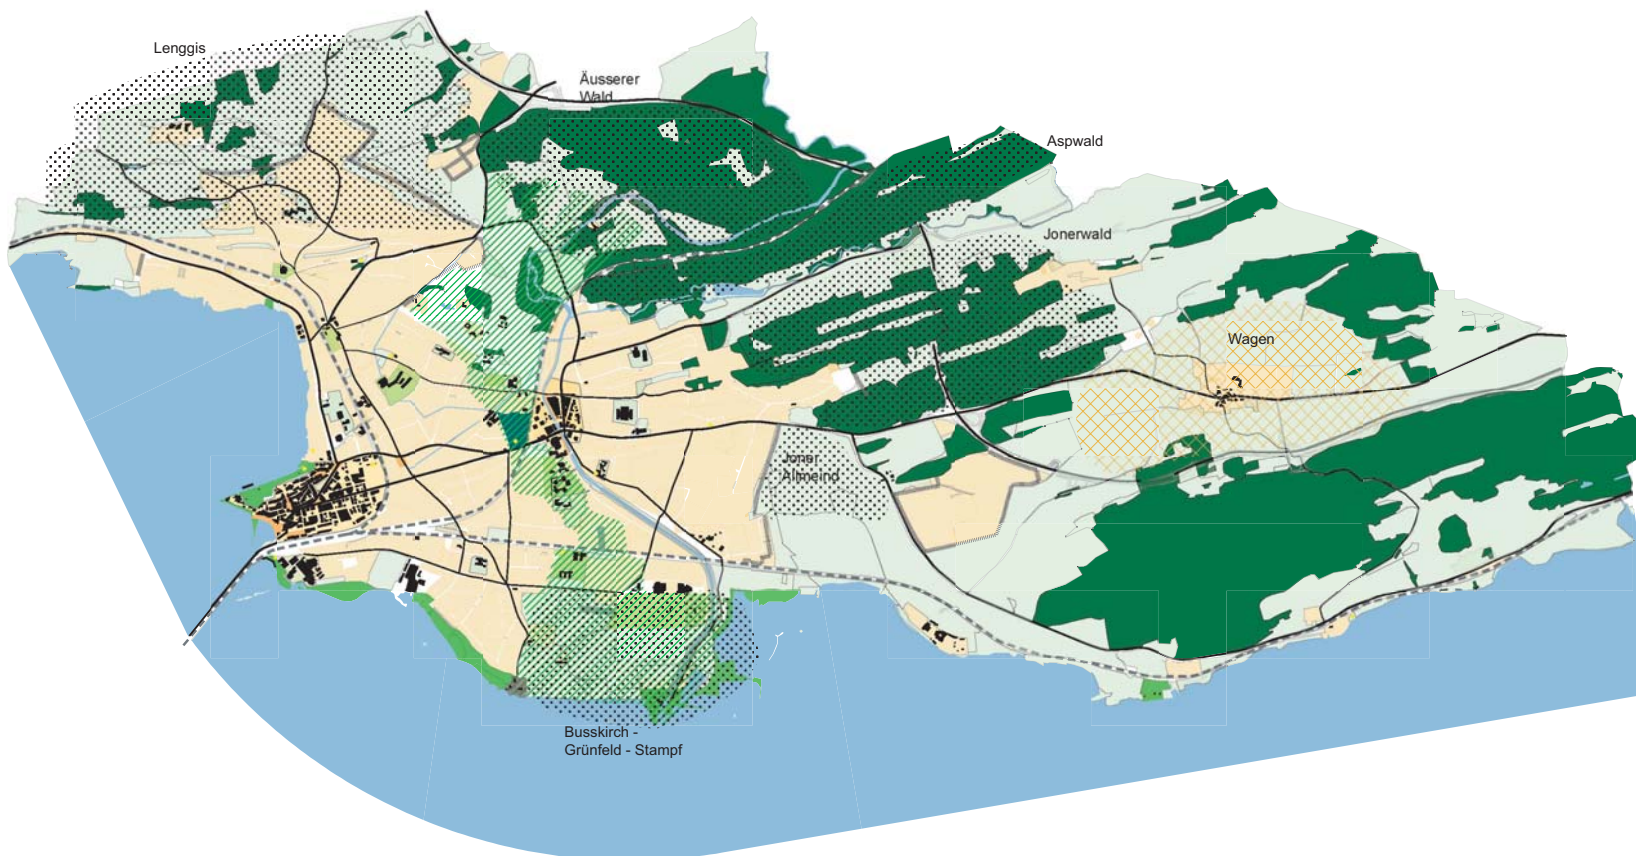 Lenggis
Äusserer
Wald
Aspwald
Jonerwald
Wagen
Joner
Allmeind
Busskirch -
Grünfeld - Stampf